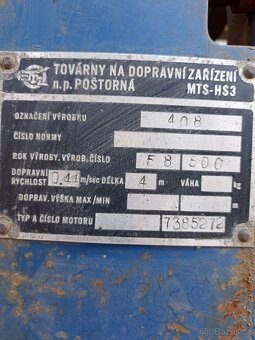 TOVÁRNY NA DOPRAVNÍ ZAŘÍZENÍ
n.p. POŠTORNÁ MTS-HS3
OZNAČENÍ VÝROBKU 408
ČÍSLO NORMY
ROK VÝROBY, VÝROB. ČÍSLO 58 500
DOPRAVNÍ
RYCHLOST 0.44 m/sec DÉLKA 4 m VÁHA kg
DOPRAV. VÝŠKA MAX/MIN m
TYP A ČÍSLO MOTORU 7385272